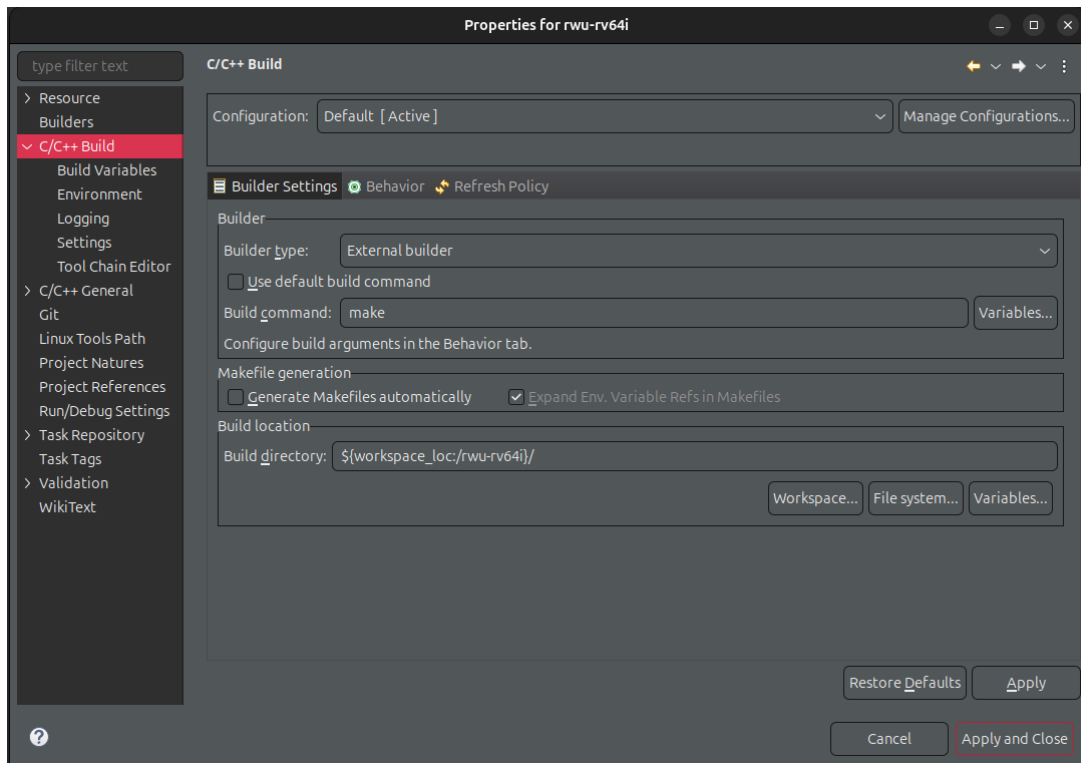 Properties for rwu-rv64i
type filter text
Resource
Builders
C/C++ Build
Build Variables
Environment
Logging
Settings
Tool Chain Editor
C/C++ General
Git
Linux Tools Path
Project Natures
Project References
Run/Debug Settings
Task Repository
Task Tags
Validation
WikiText
C/C++ Build
Configuration: Default [ Active ] Manage Configurations...
Builder Settings Behavior Refresh Policy
Builder
Builder type: External builder
Use default build command
Build command: make Variables...
Configure build arguments in the Behavior tab.
Makefile generation
Generate Makefiles automatically Expand Env. Variable Refs in Makefiles
Build location
Build directory: ${workspace_loc:/rwu-rv64i}/
Workspace... File system... Variables...
Restore Defaults Apply
? Cancel Apply and Close